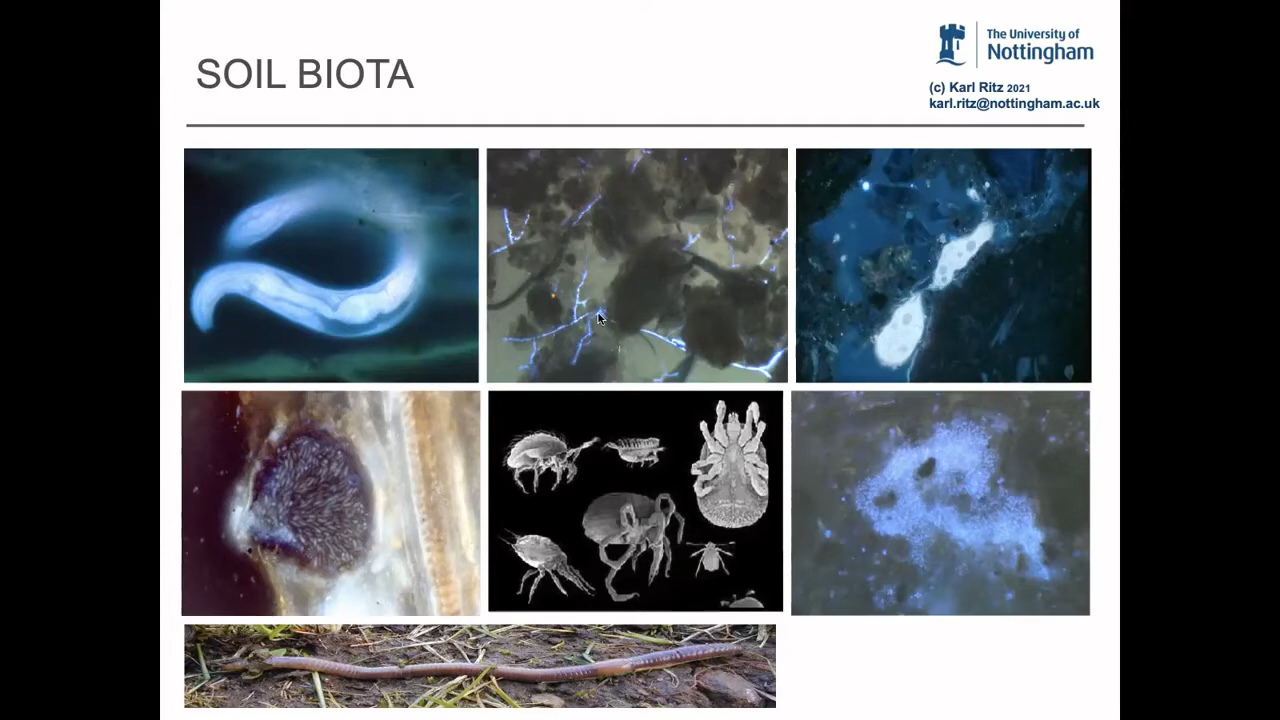 SOIL BIOTA
The University of
Nottingham
(c) Karl Ritz 2021
karl.ritz@nottingham.ac.uk